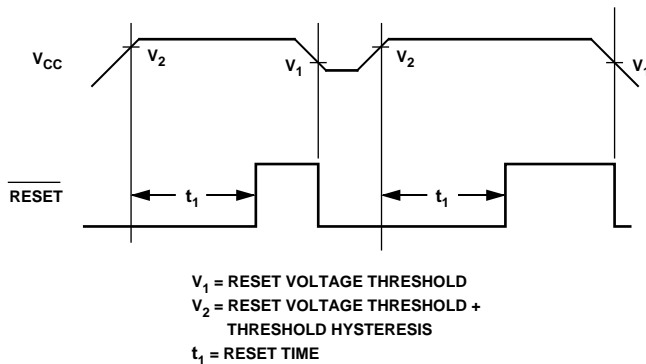 VCC
V2
V1
V2
V1
RESET
t1
t1
V1 = RESET VOLTAGE THRESHOLD
V2 = RESET VOLTAGE THRESHOLD +
THRESHOLD HYSTERESIS
t1 = RESET TIME